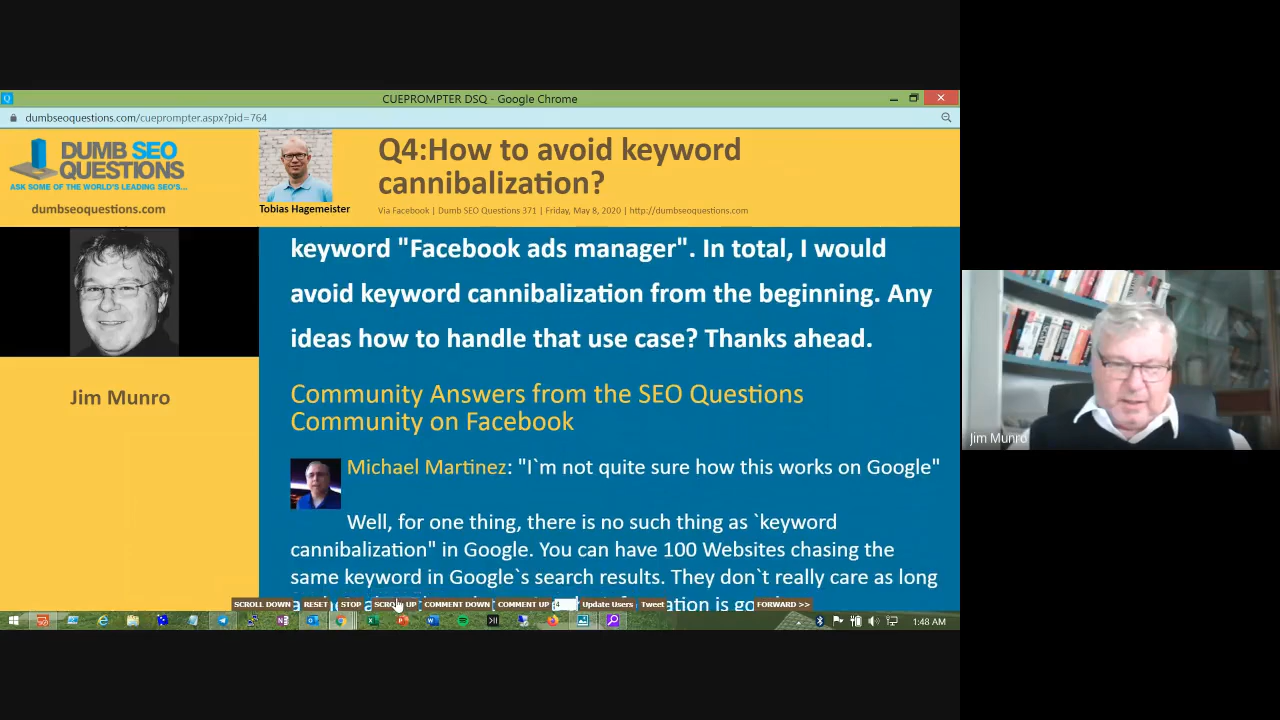 CUEPROMPTER DSQ - Google Chrome
dumbseoquestions.com/cueprompter.aspx?pid=764
DUMB SEO
QUESTIONS
ASK SOME OF THE WORLD'S LEADING SEO'S...
dumbseoquestions.com
Tobias Hagemeister
Q4:How to avoid keyword
cannibalization?
Via Facebook | Dumb SEO Questions 371 | Friday, May 8, 2020 | http://dumbseoquestions.com
Jim Munro
keyword "Facebook ads manager". In total, I would
avoid keyword cannibalization from the beginning. Any
ideas how to handle that use case? Thanks ahead.
Community Answers from the SEO Questions
Community on Facebook
Michael Martinez: "I`m not quite sure how this works on Google"
Well, for one thing, there is no such thing as `keyword
cannibalization" in Google. You can have 100 Websites chasing the
same keyword in Google`s search results. They don`t really care as long
SCROLL DOWN RESET STOP SCROLL UP COMMENT DOWN COMMENT UP Update Users Tweet FORWARD >>
1:48 AM
Jim Munro